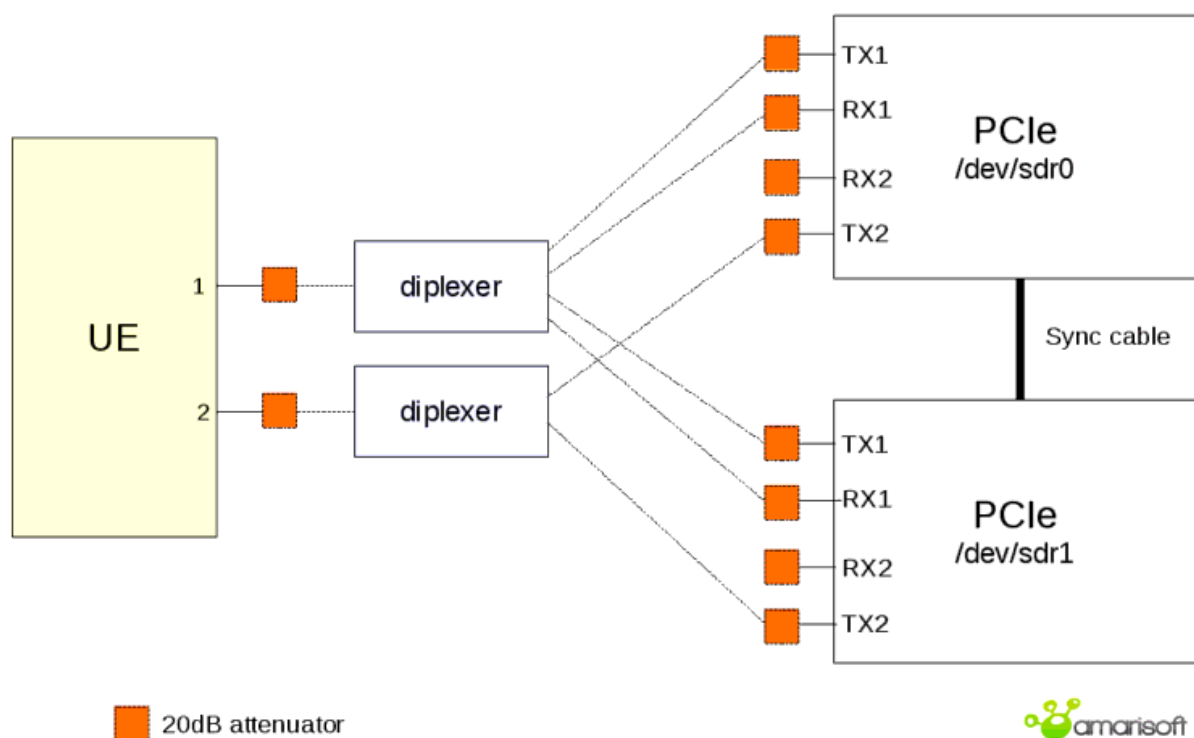 UE
1
2
diplexer
diplexer
TX1
RX1
RX2
TX2
PCIe
/dev/sdr0
Sync cable
TX1
RX1
RX2
TX2
PCIe
/dev/sdr1
20dB attenuator
amarisoft